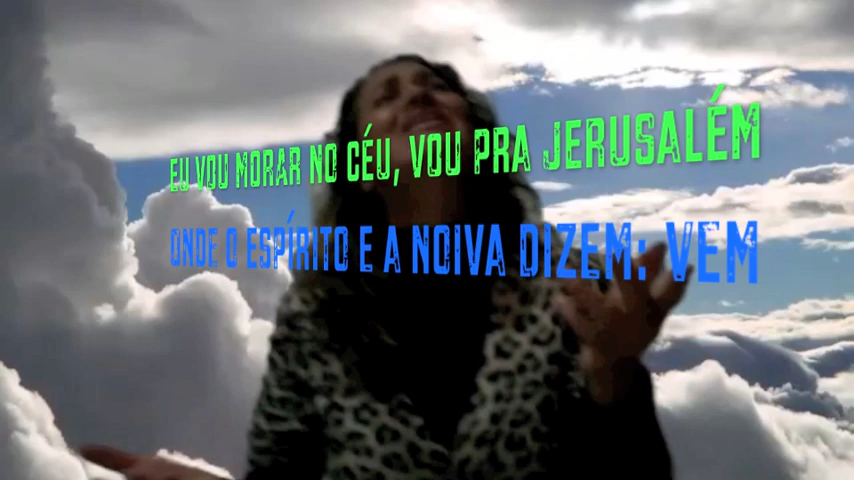 EU VOU MORAR NO CÉU, VOU PRA JERUSALÉM
ONDE O ESPÍRITO E A NOIVA DIZEM: VEM